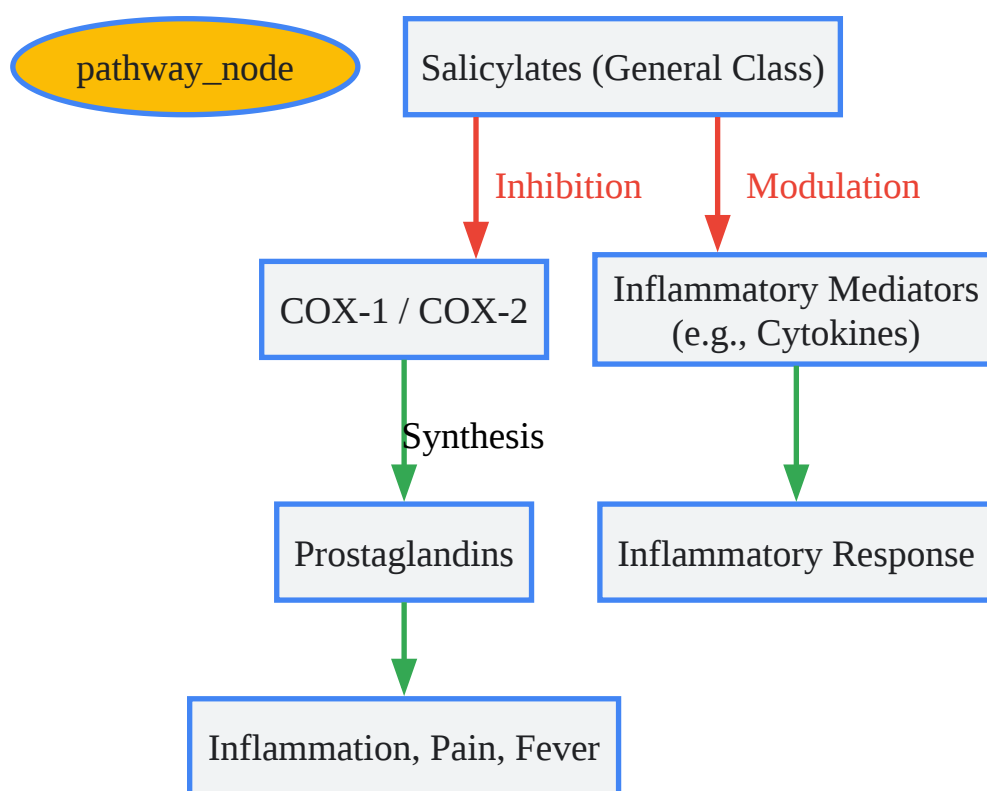 pathway_node
Salicylates (General Class)
Inhibition
Modulation
COX-1 / COX-2
Inflammatory Mediators
(e.g., Cytokines)
Synthesis
Prostaglandins
Inflammatory Response
Inflammation, Pain, Fever